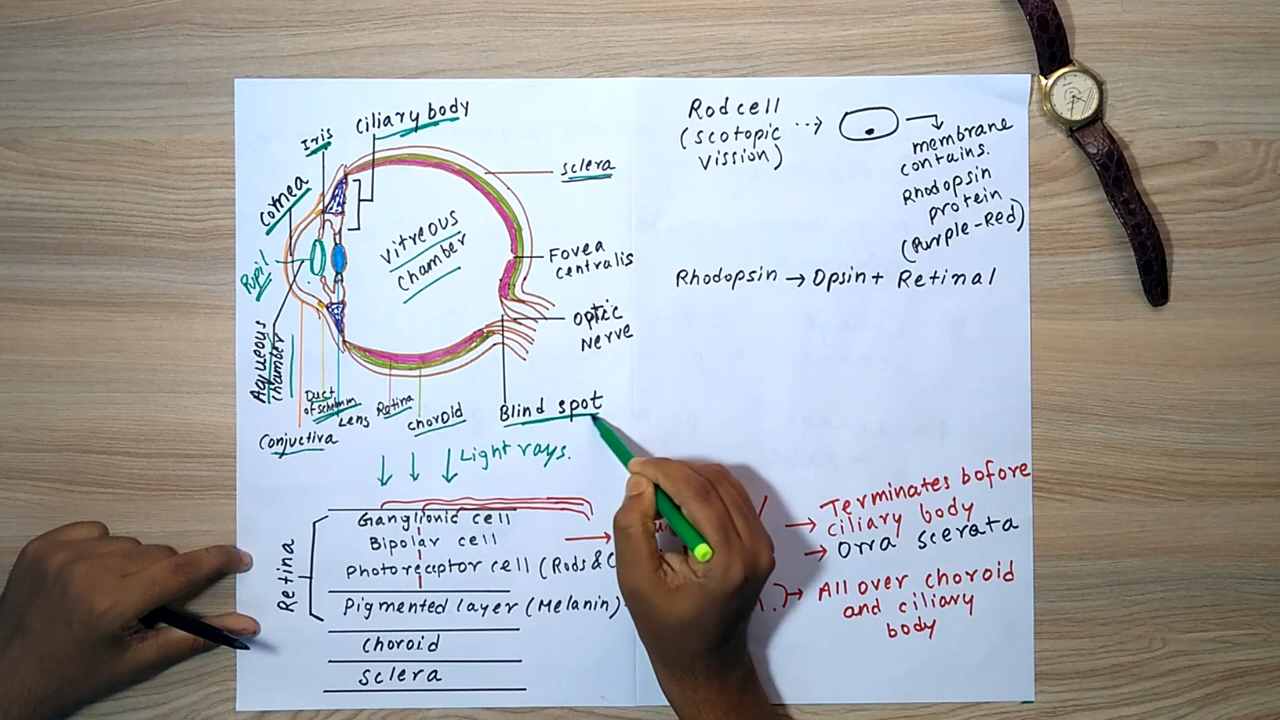 ciliary body
Iris
Cornea
Pupil
Aqueous
chamber
Vitreous
chamber
sclera
Fovea
centralis
optic
nerve
Duct
of schelmm
Lens
Retina
choroid
Blind spot
Conjuctiva
Light rays.
Retina
Ganglionic cell
Bipolar cell
Photoreceptor cell (Rods &
Pigmented layer (Melanin)
choroid
sclera
Rod cell
(scotopic
vission)
membrane
contains.
Rhodopsin
protein
(Purple-Red)
Rhodopsin → Opsin + Retinal
→ Terminates bofore
ciliary body
→ Orra scerata
→ All over choroid
and ciliary
body